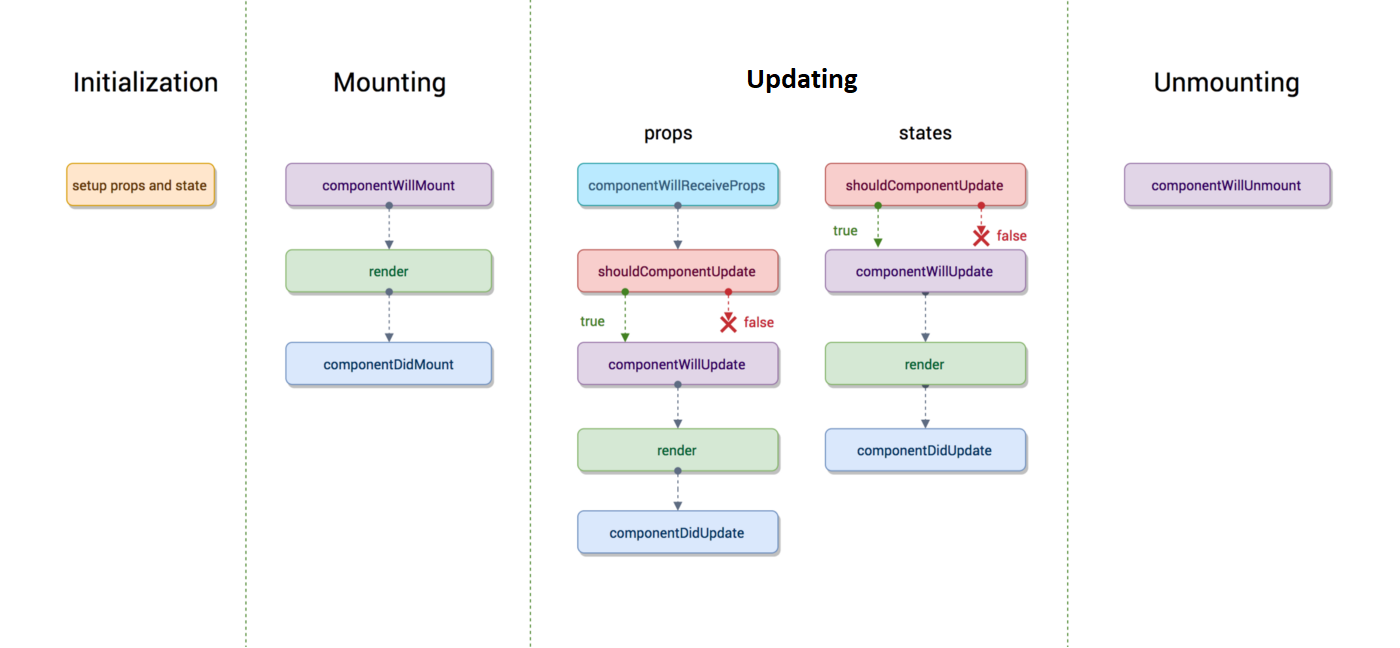 Initialization
setup props and state
Mounting
componentWillMount
render
componentDidMount
Updating
props
componentWillReceiveProps
shouldComponentUpdate
true
false
componentWillUpdate
render
componentDidUpdate
states
shouldComponentUpdate
true
false
componentWillUpdate
render
componentDidUpdate
Unmounting
componentWillUnmount